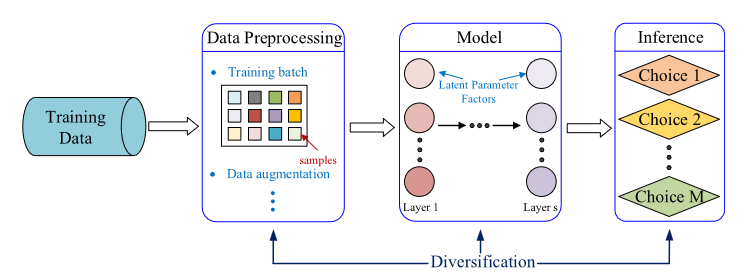 Training
Data
Data Preprocessing
Training batch
samples
Data augmentation
Model
Latent Parameter
Factors
Layer 1
Layer s
Inference
Choice 1
Choice 2
Choice M
Diversification